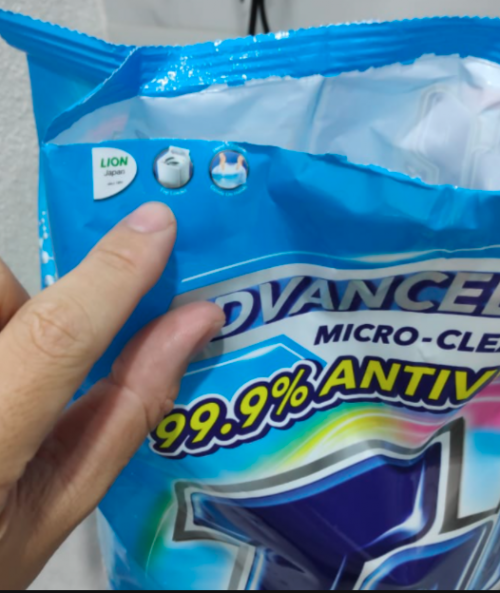 LION
Japan
DVANCE
MICRO-CLE
99.9% ANTIV